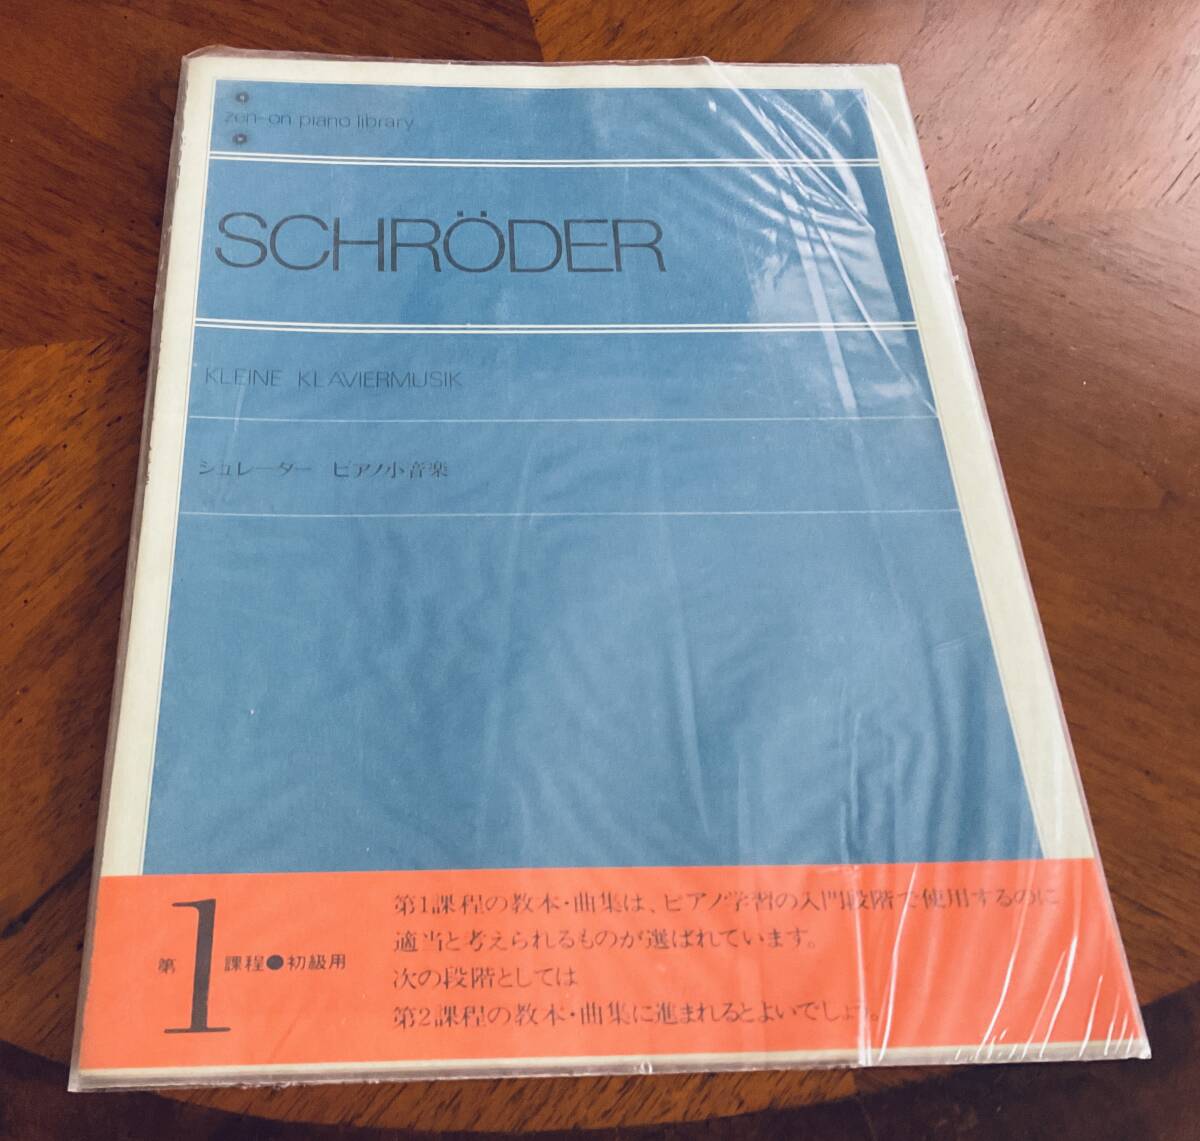 zen-on piano library
SCHRÖDER
KLEINE KLAVIERMUSIK
シュレーダー ピアノ小音楽
第1課程●初級用
第1課程の教本・曲集は、ピアノ学習の入門段階で使用するのに
適当と考えられるものが選ばれています。
次の段階としては
第2課程の教本・曲集に進まれるとよいでしょう。